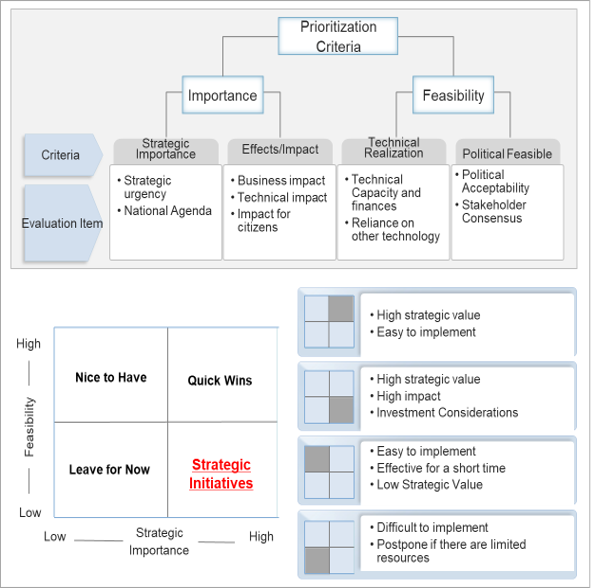 Prioritization
Criteria
Importance
Feasibility
Criteria
Strategic
Importance
Effects/Impact
Technical
Realization
Political Feasible
Evaluation Item
• Strategic
urgency
• National Agenda
• Business impact
• Technical impact
• Impact for
citizens
• Technical
Capacity and
finances
• Reliance on
other technology
• Political
Acceptability
• Stakeholder
Consensus
High
Feasibility
Low
Nice to Have
Quick Wins
Leave for Now
Strategic
Initiatives
Low
Strategic
Importance
High
• High strategic value
• Easy to implement
• High strategic value
• High impact
• Investment Considerations
• Easy to implement
• Effective for a short time
• Low Strategic Value
• Difficult to implement
• Postpone if there are limited
resources